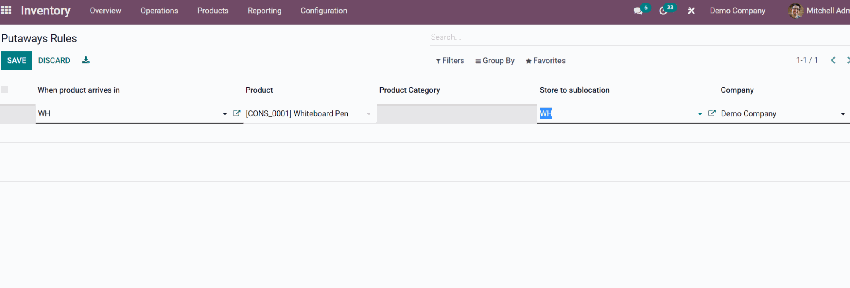 Inventory Overview Operations Products Reporting Configuration 6 33 Demo Company Mitchell Adm
Putaways Rules Search...
SAVE DISCARD Filters Group By Favorites 1-1 / 1
When product arrives in Product Product Category Store to sublocation Company
WH [CONS_0001] Whiteboard Pen WH Demo Company